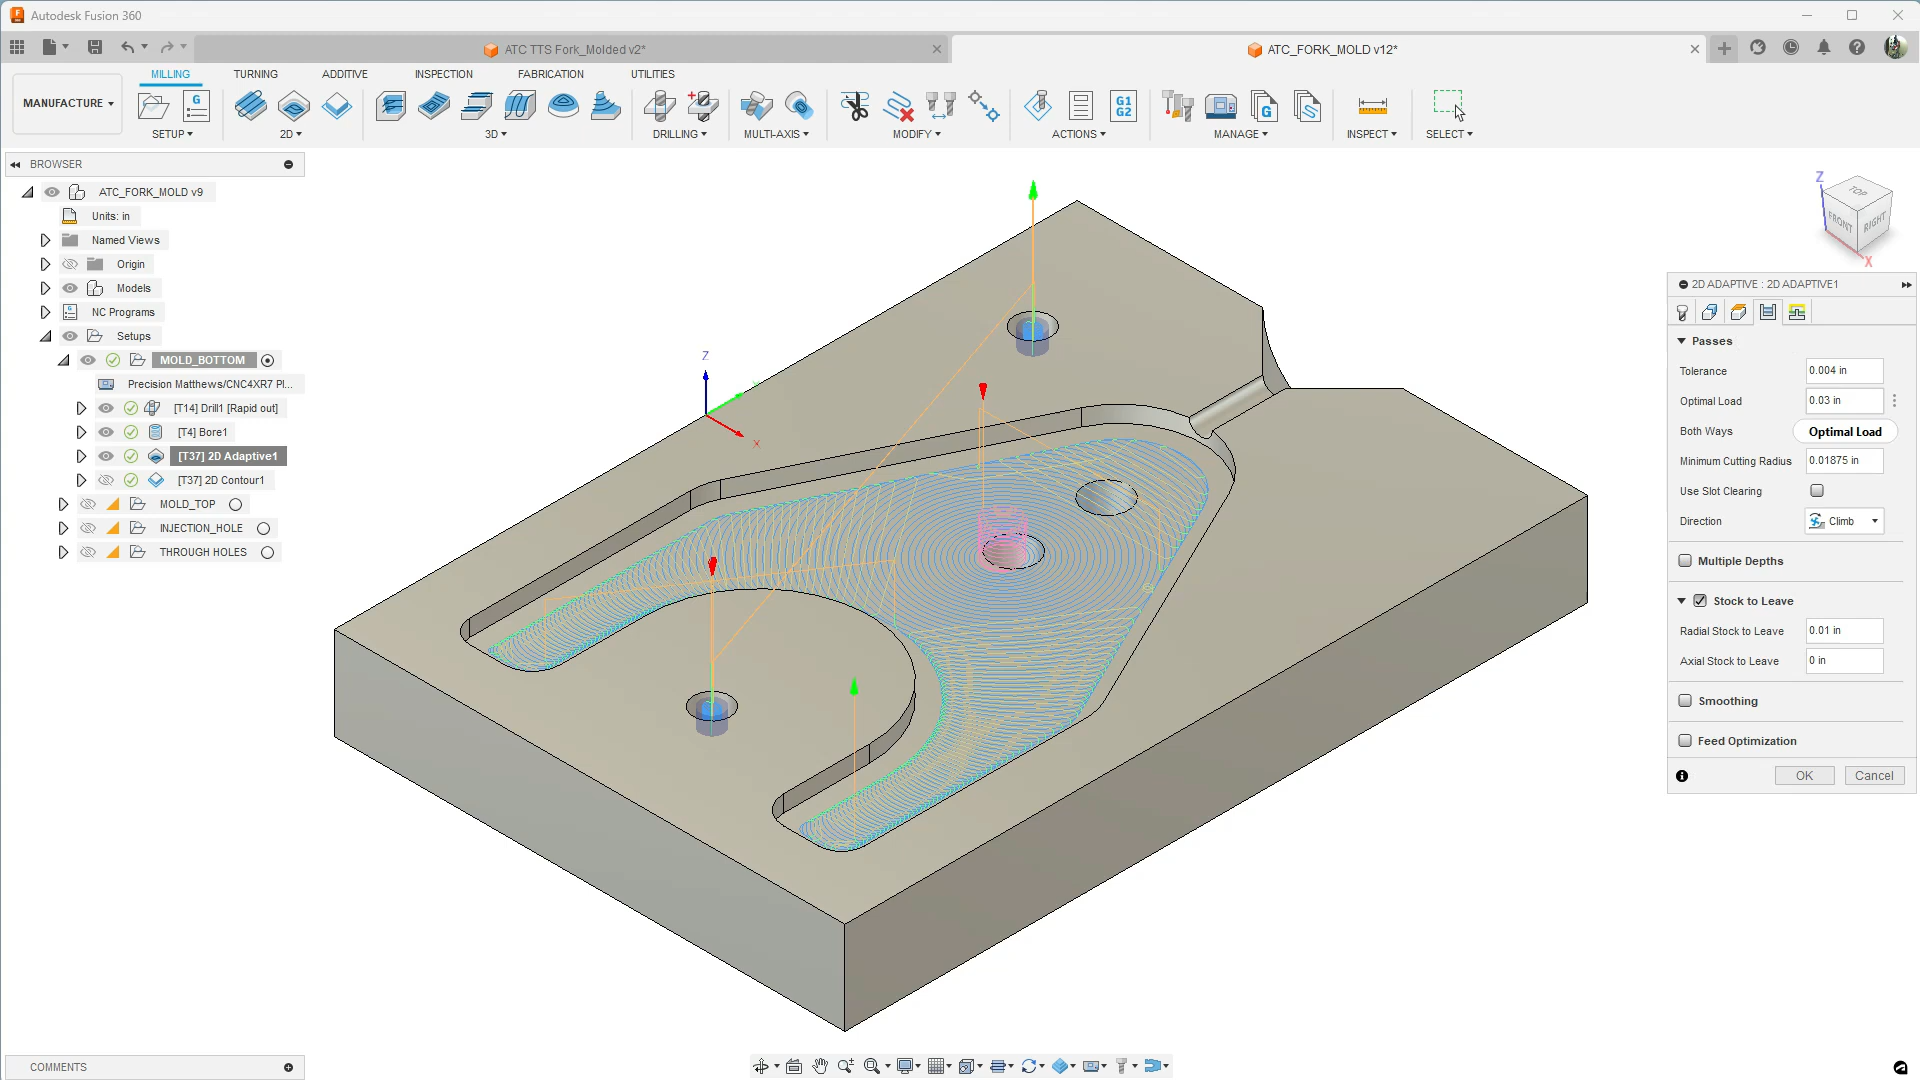 Autodesk Fusion 360
ATC TTS Fork_Molded v2*
ATC_FORK_MOLD v12*
MILLING
TURNING
ADDITIVE
INSPECTION
FABRICATION
UTILITIES
MANUFACTURE
G
G1
G2
G
SETUP
2D
3D
DRILLING
MULTI-AXIS
MODIFY
ACTIONS
MANAGE
INSPECT
SELECT
BROWSER
ATC_FORK_MOLD v9
Units: in
Named Views
Origin
Models
NC Programs
Setups
MOLD_BOTTOM
Precision Matthews/CNC4XR7 Pl...
[T14] Drill1 [Rapid out]
[T4] Bore1
[T37] 2D Adaptive1
[T37] 2D Contour1
MOLD_TOP
INJECTION_HOLE
THROUGH HOLES
Z
X
Z
TOP
FRONT
RIGHT
X
2D ADAPTIVE : 2D ADAPTIVE1
Passes
Tolerance
0.004 in
Optimal Load
0.03 in
Both Ways
Optimal Load
Minimum Cutting Radius
0.01875 in
Use Slot Clearing
Direction
Climb
Multiple Depths
Stock to Leave
Radial Stock to Leave
0.01 in
Axial Stock to Leave
0 in
Smoothing
Feed Optimization
OK
Cancel
COMMENTS